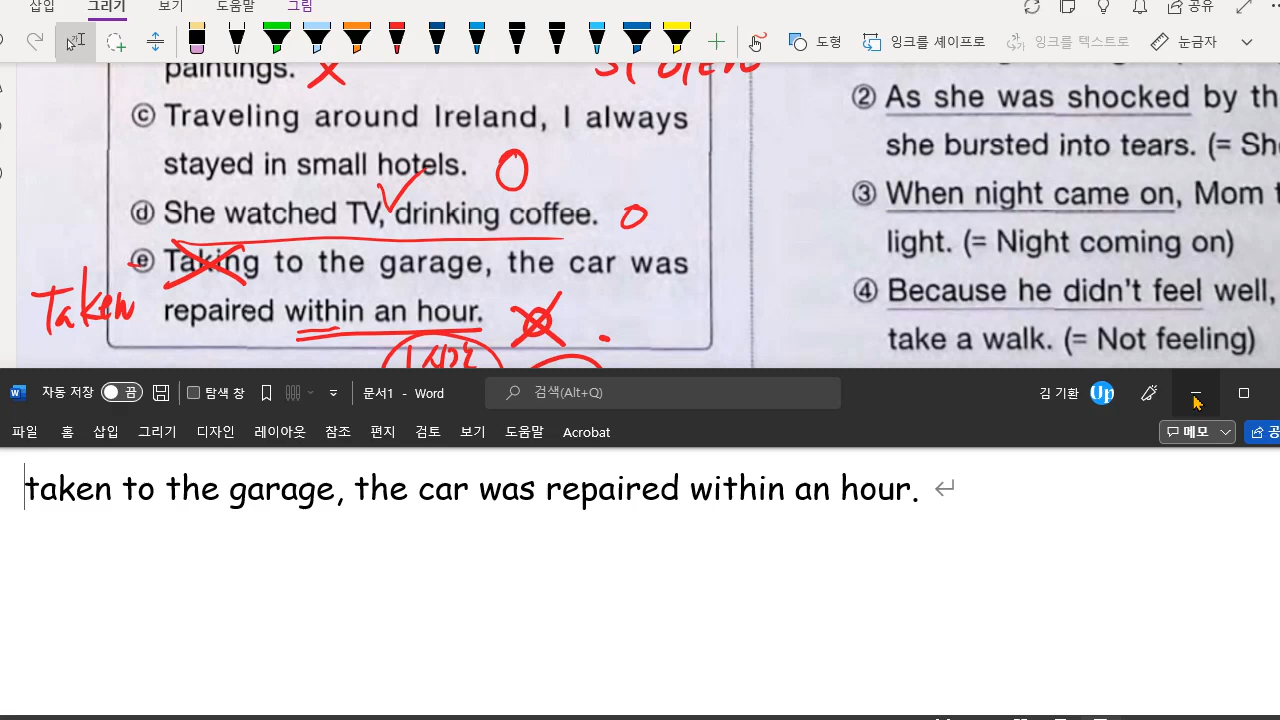 삽입 그리기 보기 도움말 그림
공유
도형 잉크를 셰이프로 잉크를 텍스트로 눈금자
paintings. X
ⓒ Traveling around Ireland, I always
stayed in small hotels. O
ⓓ She watched TV, drinking coffee. O
ⓔ Taking to the garage, the car was
Taken
repaired within an hour.
1시간
② As she was shocked by th
she bursted into tears. (= Sh
③ When night came on, Mom
light. (= Night coming on)
④ Because he didn't feel well,
take a walk. (= Not feeling)
자동 저장 끔 탐색 창 문서1 - Word 검색(Alt+Q) 김 기환 Up
파일 홈 삽입 그리기 디자인 레이아웃 참조 편지 검토 보기 도움말 Acrobat 메모 공
taken to the garage, the car was repaired within an hour.